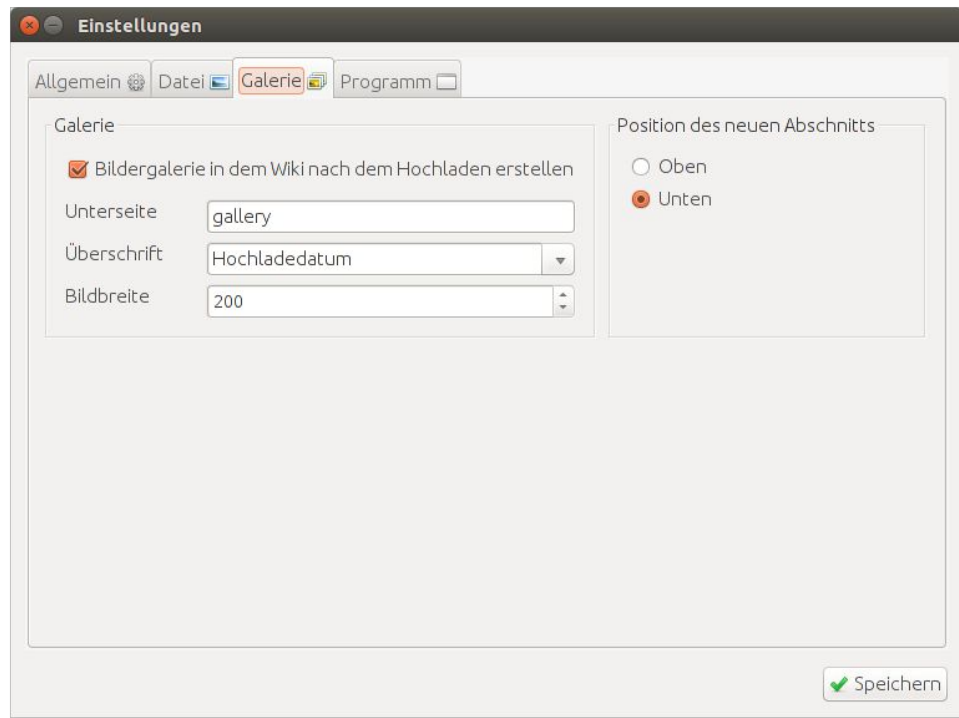 Einstellungen
Allgemein Datei Galerie Programm
Galerie
Bildergalerie in dem Wiki nach dem Hochladen erstellen
Unterseite gallery
Überschrift Hochladedatum
Bildbreite 200
Position des neuen Abschnitts
Oben
Unten
Speichern